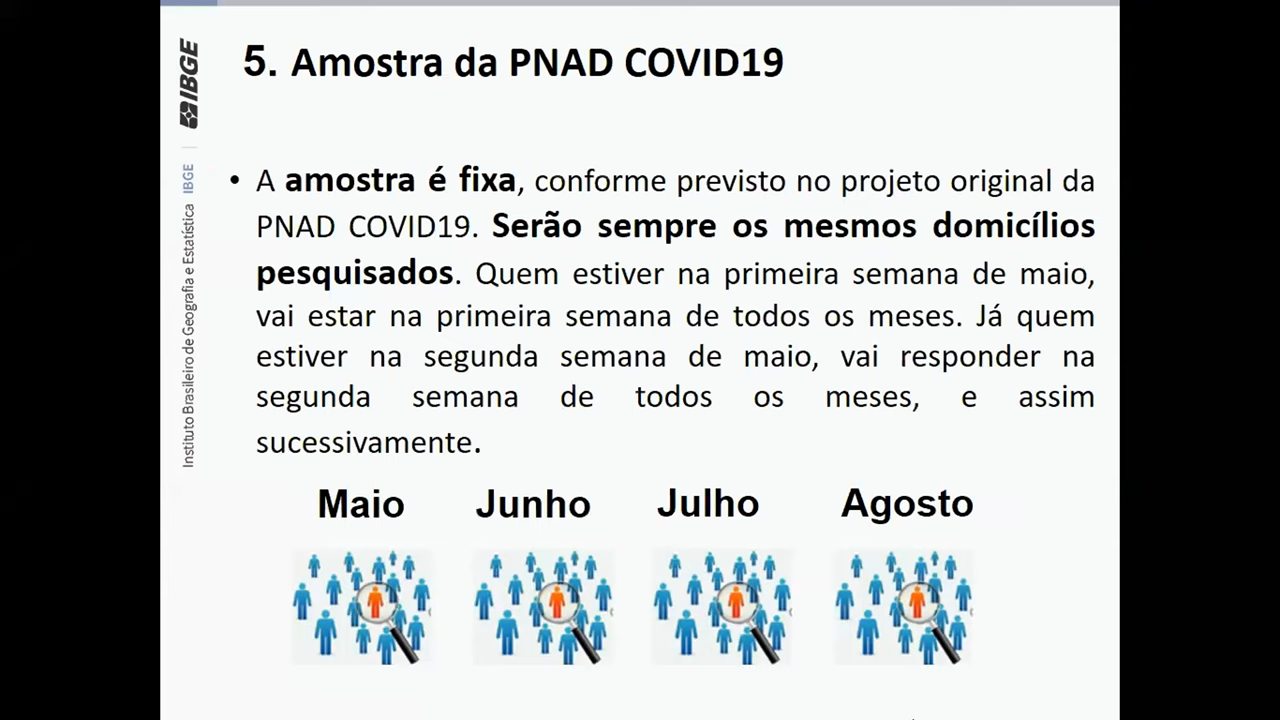 5. Amostra da PNAD COVID19
IBGE
Instituto Brasileiro de Geografia e Estatística IBGE
• A amostra é fixa, conforme previsto no projeto original da
PNAD COVID19. Serão sempre os mesmos domicílios
pesquisados. Quem estiver na primeira semana de maio,
vai estar na primeira semana de todos os meses. Já quem
estiver na segunda semana de maio, vai responder na
segunda semana de todos os meses, e assim
sucessivamente.
Maio Junho Julho Agosto